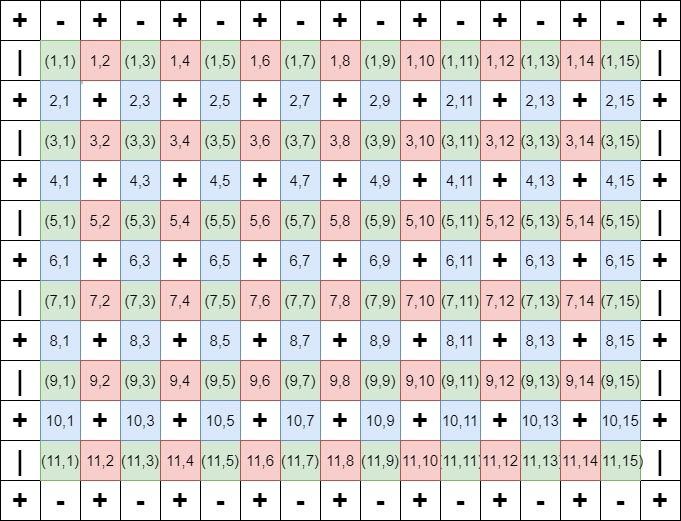 + - + - + - + - + - + - + - + - +
| (1,1) 1,2 (1,3) 1,4 (1,5) 1,6 (1,7) 1,8 (1,9) 1,10 (1,11) 1,12 (1,13) 1,14 (1,15) |
+ 2,1 + 2,3 + 2,5 + 2,7 + 2,9 + 2,11 + 2,13 + 2,15 +
| (3,1) 3,2 (3,3) 3,4 (3,5) 3,6 (3,7) 3,8 (3,9) 3,10 (3,11) 3,12 (3,13) 3,14 (3,15) |
+ 4,1 + 4,3 + 4,5 + 4,7 + 4,9 + 4,11 + 4,13 + 4,15 +
| (5,1) 5,2 (5,3) 5,4 (5,5) 5,6 (5,7) 5,8 (5,9) 5,10 (5,11) 5,12 (5,13) 5,14 (5,15) |
+ 6,1 + 6,3 + 6,5 + 6,7 + 6,9 + 6,11 + 6,13 + 6,15 +
| (7,1) 7,2 (7,3) 7,4 (7,5) 7,6 (7,7) 7,8 (7,9) 7,10 (7,11) 7,12 (7,13) 7,14 (7,15) |
+ 8,1 + 8,3 + 8,5 + 8,7 + 8,9 + 8,11 + 8,13 + 8,15 +
| (9,1) 9,2 (9,3) 9,4 (9,5) 9,6 (9,7) 9,8 (9,9) 9,10 (9,11) 9,12 (9,13) 9,14 (9,15) |
+ 10,1 + 10,3 + 10,5 + 10,7 + 10,9 + 10,11 + 10,13 + 10,15 +
| (11,1) 11,2 (11,3) 11,4 (11,5) 11,6 (11,7) 11,8 (11,9) 11,10 (11,11) 11,12 (11,13) 11,14 (11,15) |
+ - + - + - + - + - + - + - + - +